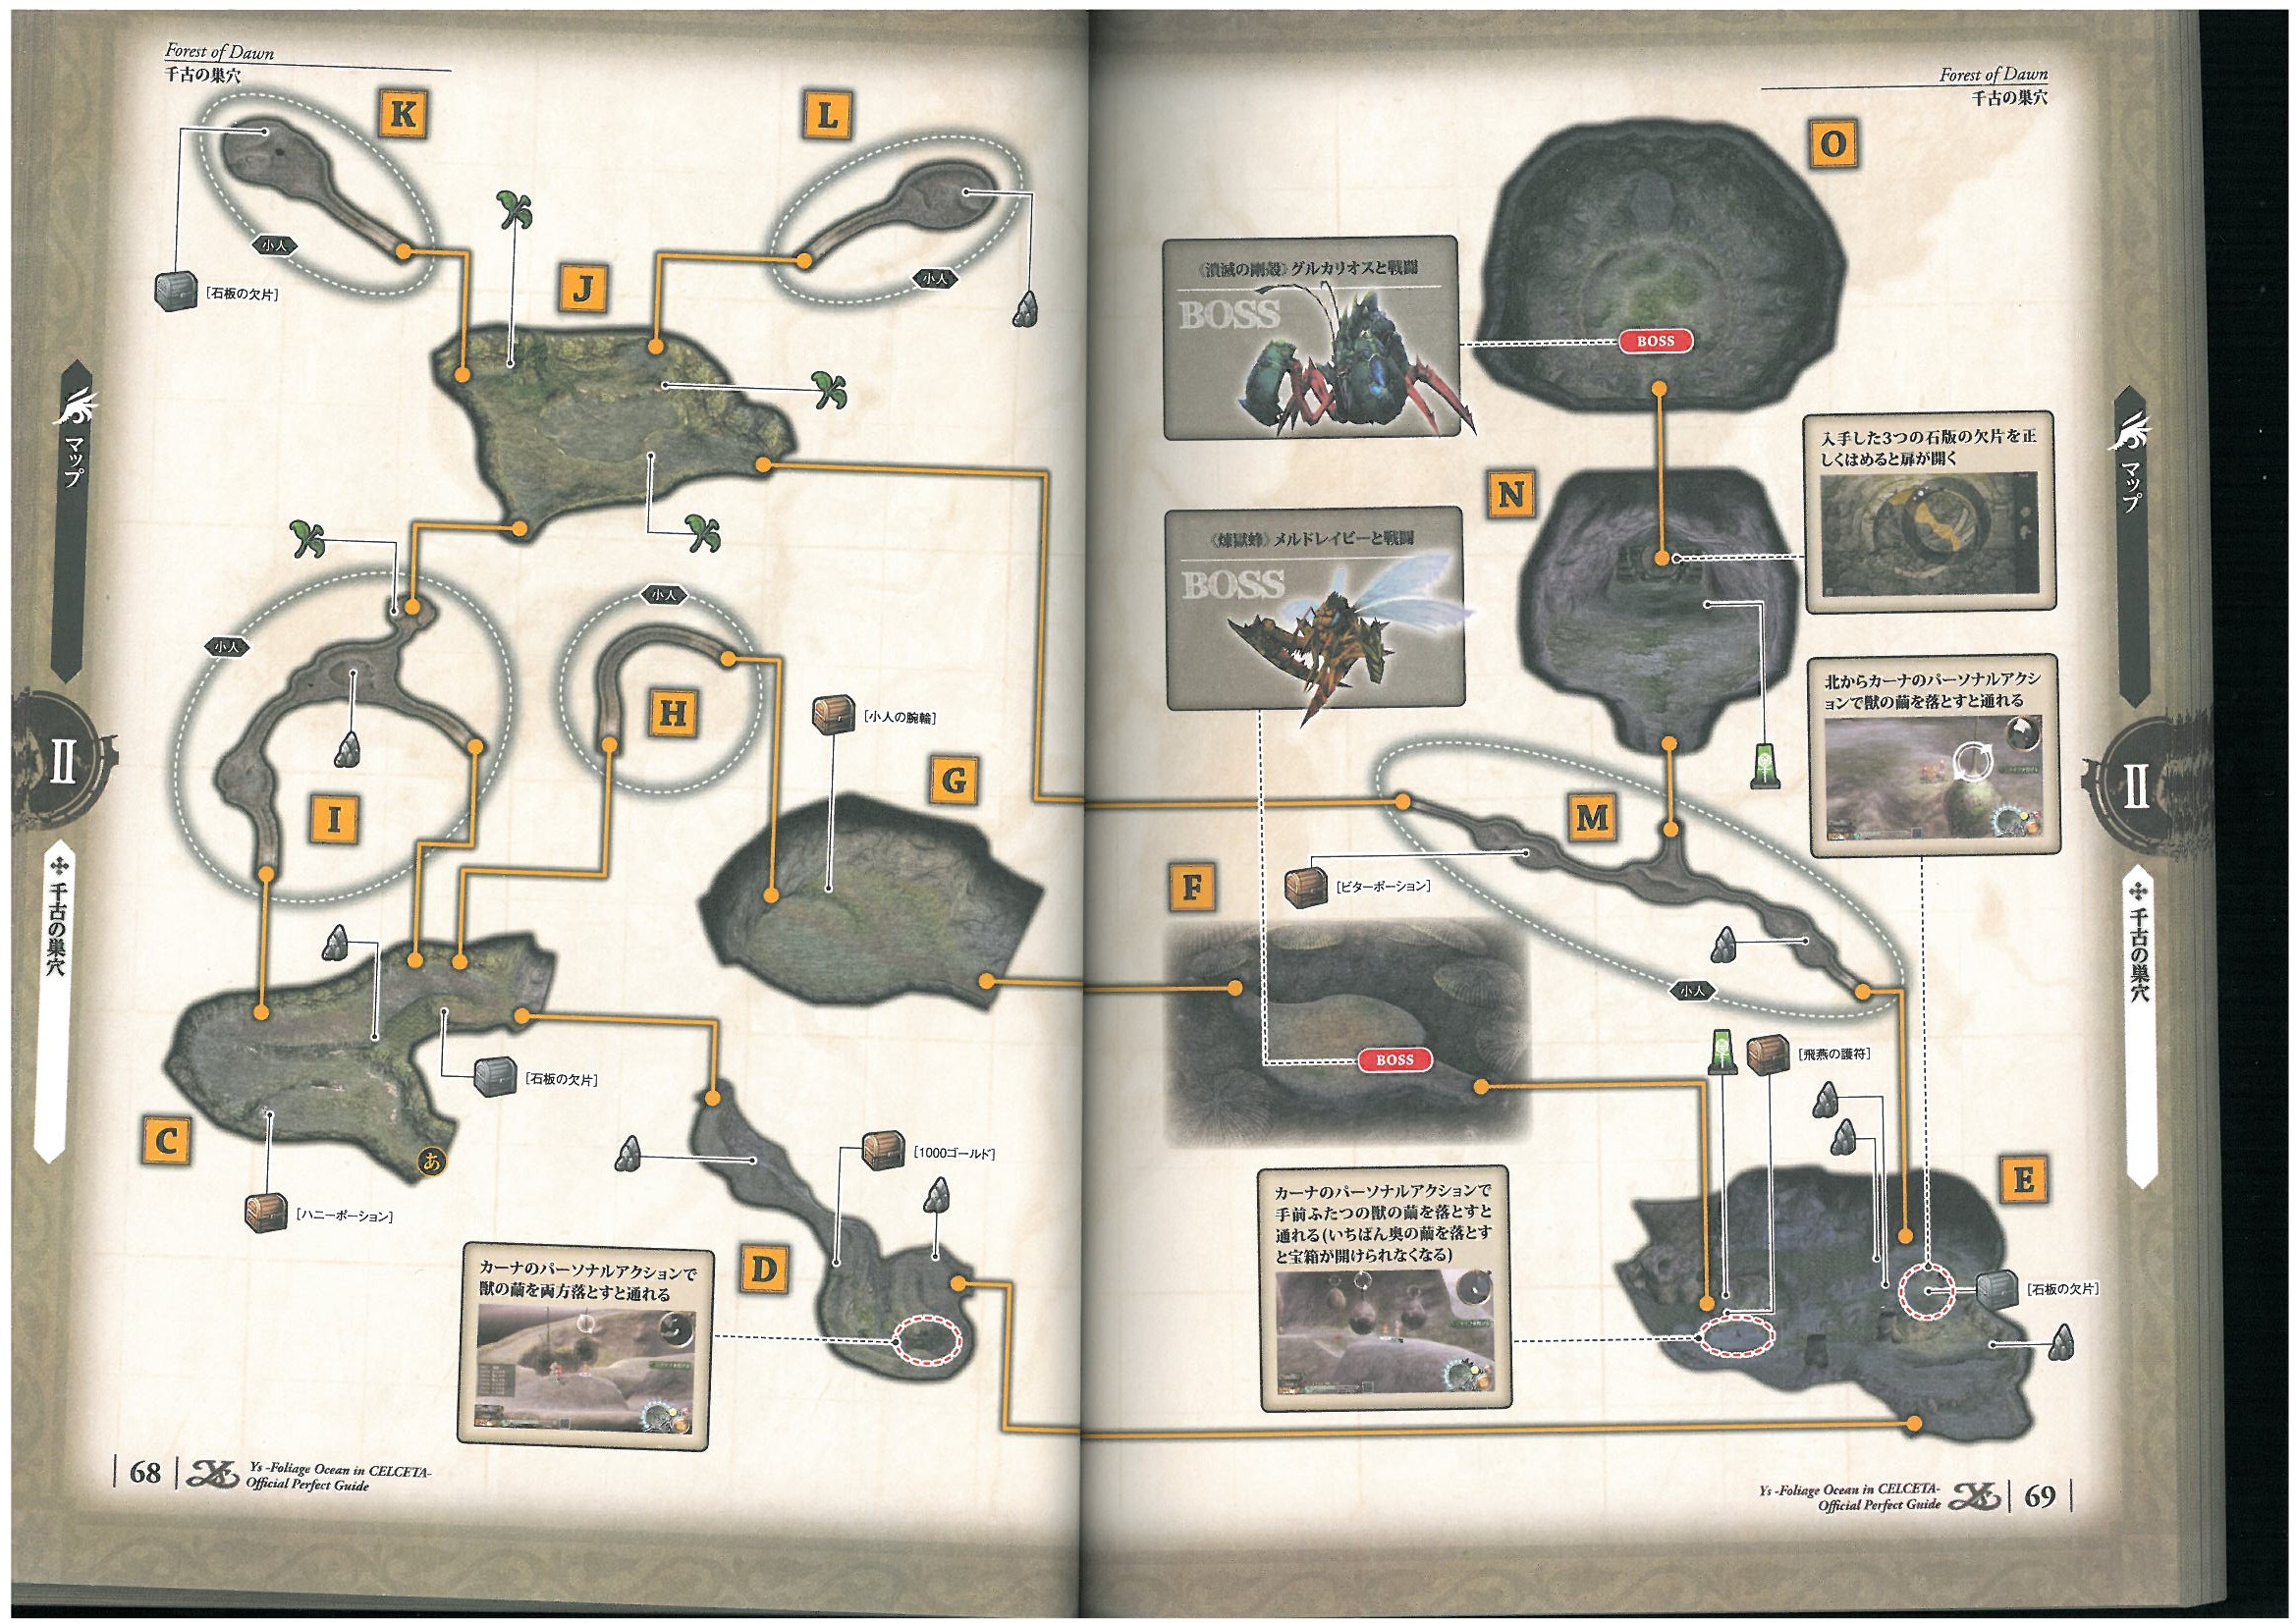 Forest of Dawn
千古の巣穴
K
L
小人
小人
[石板の欠片]
J
小人
小人
H
[小人の腕輪]
G
I
C
[石板の欠片]
あ
[ハニーポーション]
[1000ゴールド]
D
カーナのパーソナルアクションで
獣の繭を両方落とすと通れる
マップ
II
千古の巣穴
68
Ys
Ys -Foliage Ocean in CELCETA-
Official Perfect Guide
Forest of Dawn
千古の巣穴
O
《潰滅の剛殻》グルカリオスと戦闘
BOSS
BOSS
入手した3つの石版の欠片を正
しくはめると扉が開く
N
《煉獄蜂》メルドレイビーと戦闘
BOSS
北からカーナのパーソナルアクシ
ョンで獣の繭を落とすと通れる
M
F
[ビターポーション]
小人
BOSS
[飛燕の護符]
E
カーナのパーソナルアクションで
手前ふたつの獣の繭を落とすと
通れる(いちばん奥の繭を落とす
と宝箱が開けられなくなる)
[石板の欠片]
マップ
II
千古の巣穴
Ys -Foliage Ocean in CELCETA-
Official Perfect Guide
Ys
69